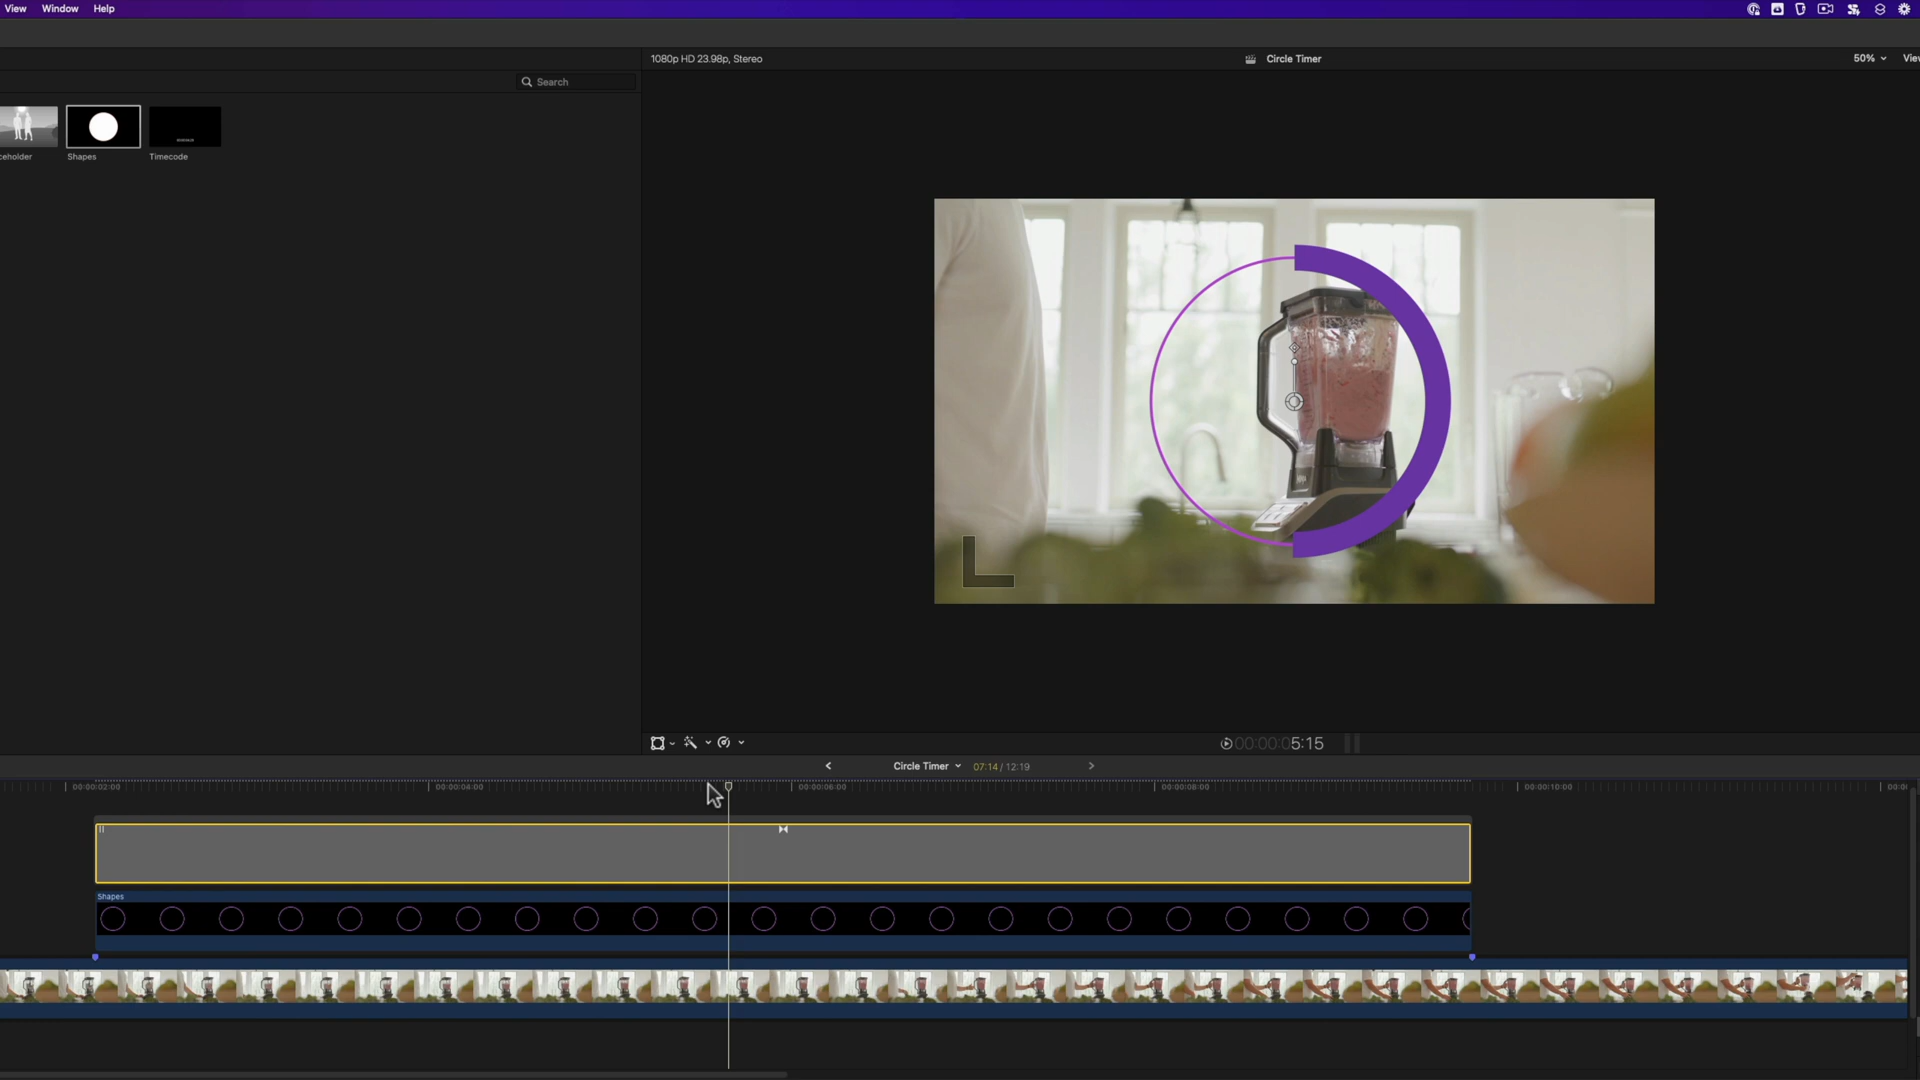 View Window Help
1080p HD 23.98p, Stereo
Circle Timer
50%
View
Search
ceholder
Shapes
Timecode
00:00:05:15
Circle Timer
07:14 / 12:19
00:00:02:00
00:00:04:00
00:00:06:00
00:00:08:00
00:00:10:00
Shapes